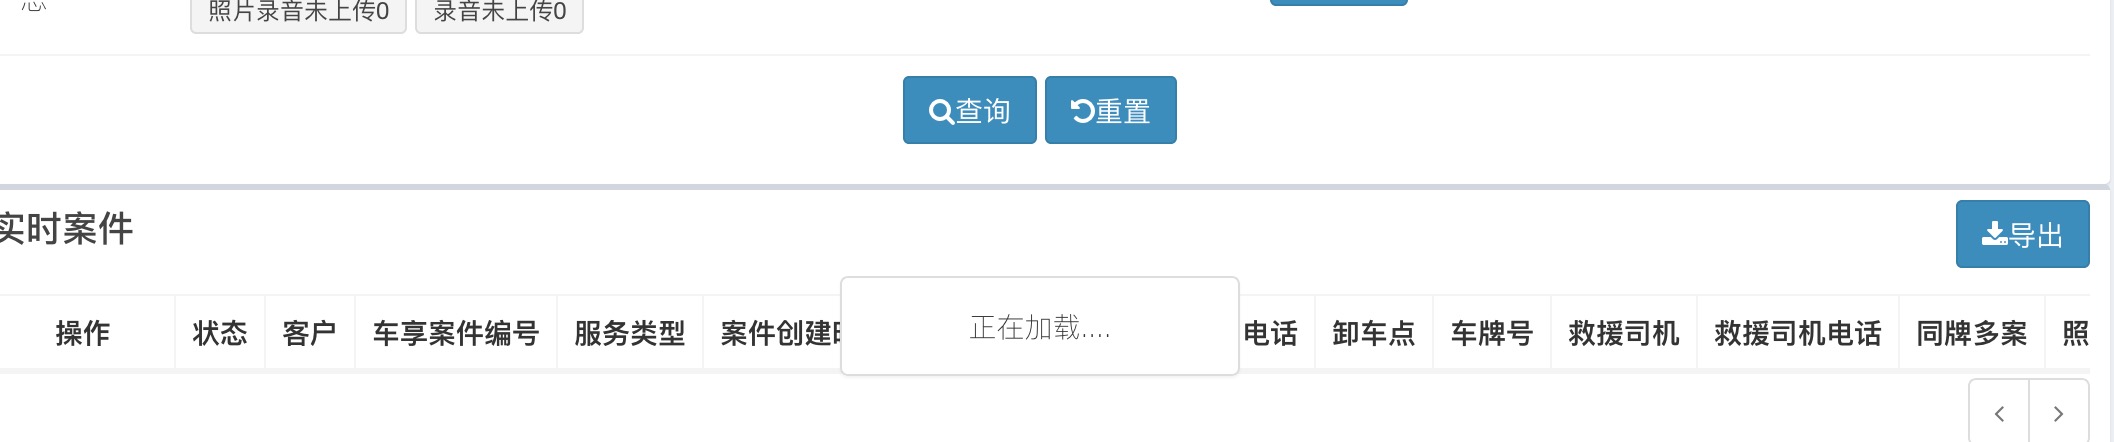 照片录音未上传0 录音未上传0
查询 重置
实时案件
导出
操作 状态 客户 车享案件编号 服务类型 案件创建时 电话 卸车点 车牌号 救援司机 救援司机电话 同牌多案 照
正在加载....